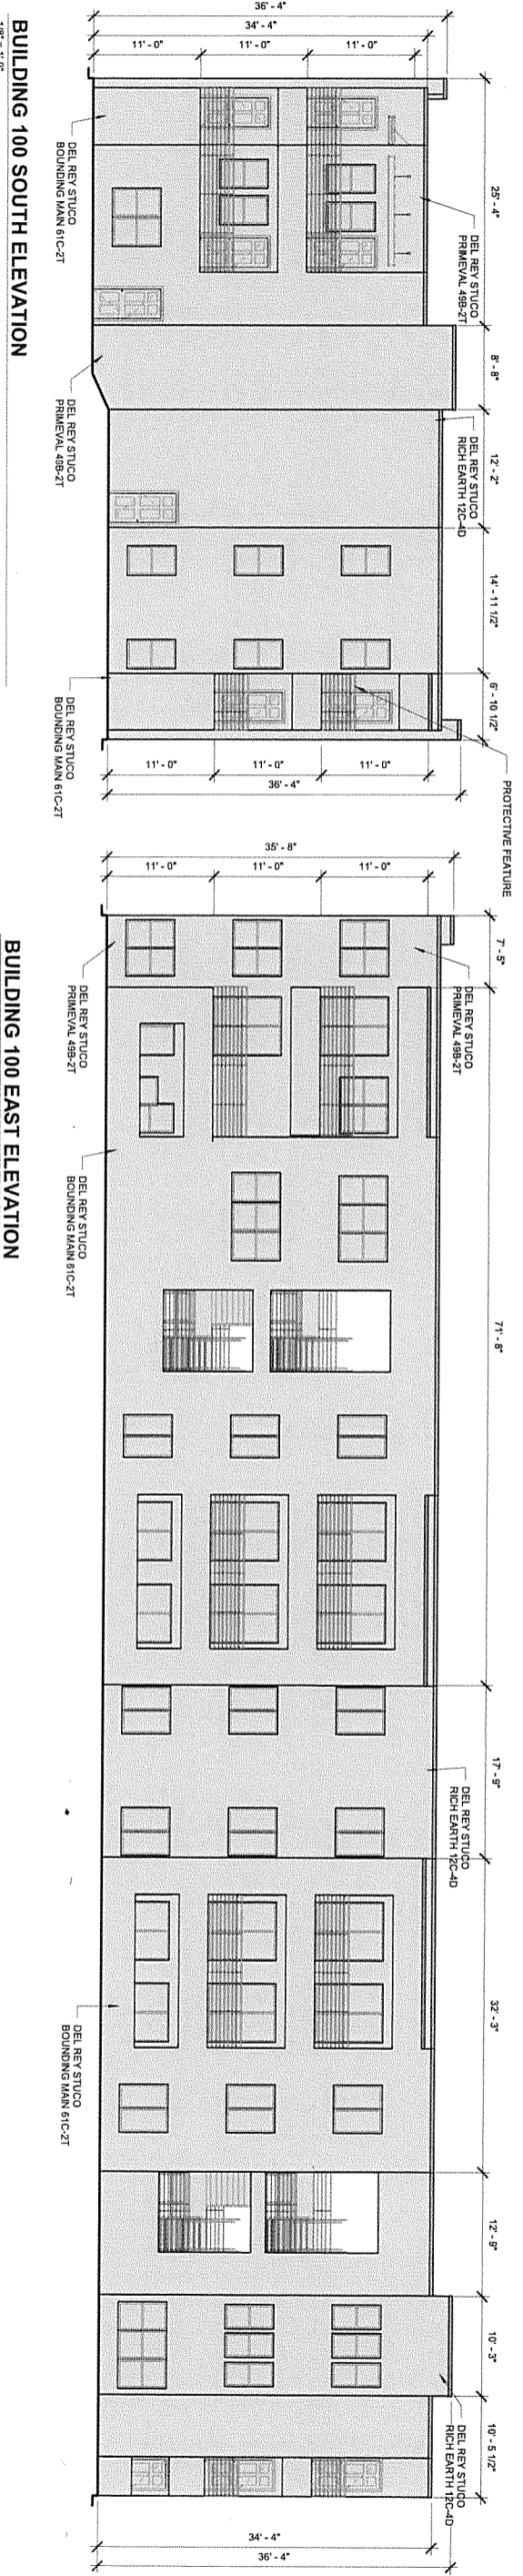 36' - 4"
34' - 4"
11' - 0"
11' - 0"
11' - 0"
25' - 4"
8' - 8"
12' - 2"
14' - 11 1/2"
6' - 10 1/2"
DEL REY STUCO
PRIMEVAL 49B-2T
DEL REY STUCO
RICH EARTH 12C-4D
PROTECTIVE FEATURE
DEL REY STUCO
BOUNDING MAIN 61C-2T
DEL REY STUCO
PRIMEVAL 49B-2T
DEL REY STUCO
BOUNDING MAIN 61C-2T
11' - 0"
11' - 0"
11' - 0"
36' - 4"
BUILDING 100 SOUTH ELEVATION
1/8" = 1'-0"
35' - 8"
11' - 0"
11' - 0"
11' - 0"
7' - 5"
71' - 8"
17' - 9"
32' - 3"
12' - 9"
10' - 3"
10' - 5 1/2"
DEL REY STUCO
PRIMEVAL 49B-2T
DEL REY STUCO
RICH EARTH 12C-4D
DEL REY STUCO
RICH EARTH 12C-4D
DEL REY STUCO
PRIMEVAL 49B-2T
DEL REY STUCO
BOUNDING MAIN 61C-2T
DEL REY STUCO
BOUNDING MAIN 61C-2T
34' - 4"
36' - 4"
BUILDING 100 EAST ELEVATION